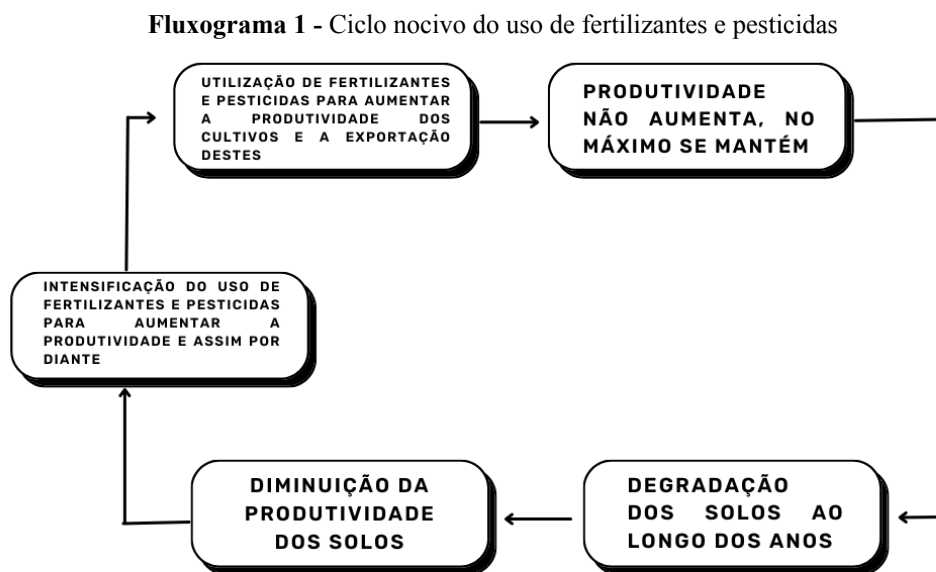 Fluxograma 1 - Ciclo nocivo do uso de fertilizantes e pesticidas
UTILIZAÇÃO DE FERTILIZANTES
E PESTICIDAS PARA AUMENTAR
A PRODUTIVIDADE DOS
CULTIVOS E A EXPORTAÇÃO
DESTES
PRODUTIVIDADE
NÃO AUMENTA, NO
MÁXIMO SE MANTÉM
DEGRADAÇÃO
DOS SOLOS AO
LONGO DOS ANOS
DIMINUIÇÃO DA
PRODUTIVIDADE
DOS SOLOS
INTENSIFICAÇÃO DO USO DE
FERTILIZANTES E PESTICIDAS
PARA AUMENTAR A
PRODUTIVIDADE E ASSIM POR
DIANTE